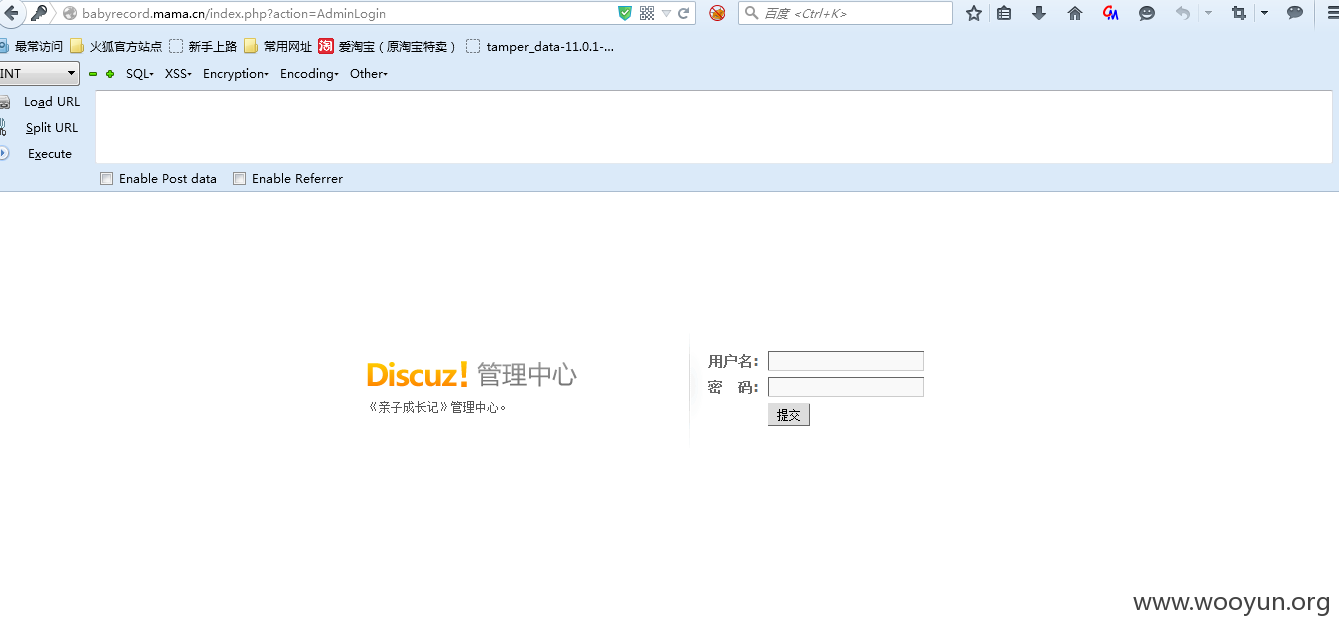 babyrecord.mama.cn/index.php?action=AdminLogin
百度 <Ctrl+K>
最常访问 火狐官方站点 新手上路 常用网址 淘 爱淘宝（原淘宝特卖） tamper_data-11.0.1-...
INT SQL XSS Encryption Encoding Other
Load URL
Split URL
Execute
Enable Post data Enable Referrer
Discuz! 管理中心
《亲子成长记》管理中心。
用户名:
密 码:
提交
www.wooyun.org